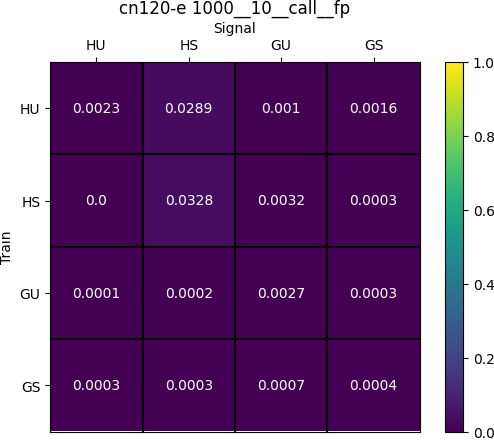 cn120-e 1000__10__call__fp
Signal
HU HS GU GS
HU 0.0023 0.0289 0.001 0.0016
HS 0.0 0.0328 0.0032 0.0003
GU 0.0001 0.0002 0.0027 0.0003
GS 0.0003 0.0003 0.0007 0.0004
Train
1.0
0.8
0.6
0.4
0.2
0.0